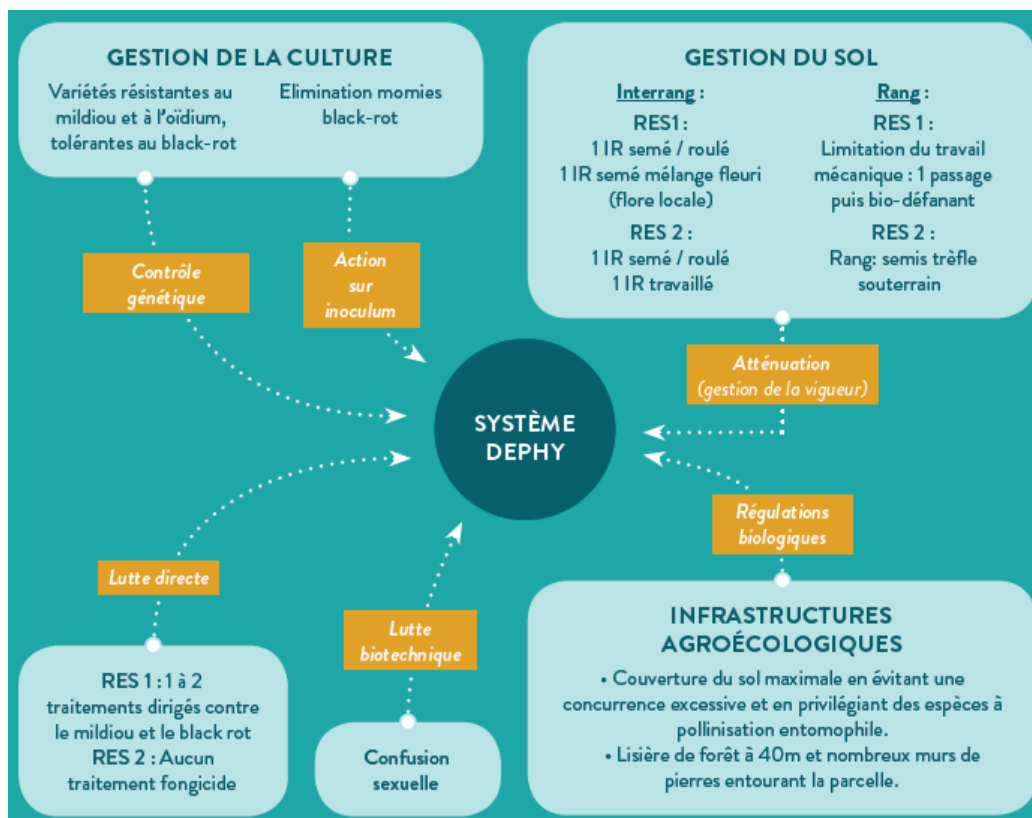 GESTION DE LA CULTURE
Variétés résistantes au
mildiou et à l'oïdium,
tolérantes au black-rot
Elimination momies
black-rot
GESTION DU SOL
Interrang :
RES1 :
1 IR semé / roulé
1 IR semé mélange fleuri
(flore locale)
RES 2 :
1 IR semé / roulé
1 IR travaillé
Rang :
RES 1 :
Limitation du travail
mécanique : 1 passage
puis bio-défanant
RES 2 :
Rang: semis trèfle
souterrain
Contrôle
génétique
Action
sur
inoculum
Atténuation
(gestion de la vigueur)
SYSTÈME
DEPHY
Régulations
biologiques
Lutte directe
Lutte
biotechnique
RES 1 : 1 à 2
traitements dirigés contre
le mildiou et le black rot
RES 2 : Aucun
traitement fongicide
Confusion
sexuelle
INFRASTRUCTURES
AGROÉCOLOGIQUES
• Couverture du sol maximale en évitant une
concurrence excessive et en privilégiant des espèces à
pollinisation entomophile.
• Lisière de forêt à 40m et nombreux murs de
pierres entourant la parcelle.